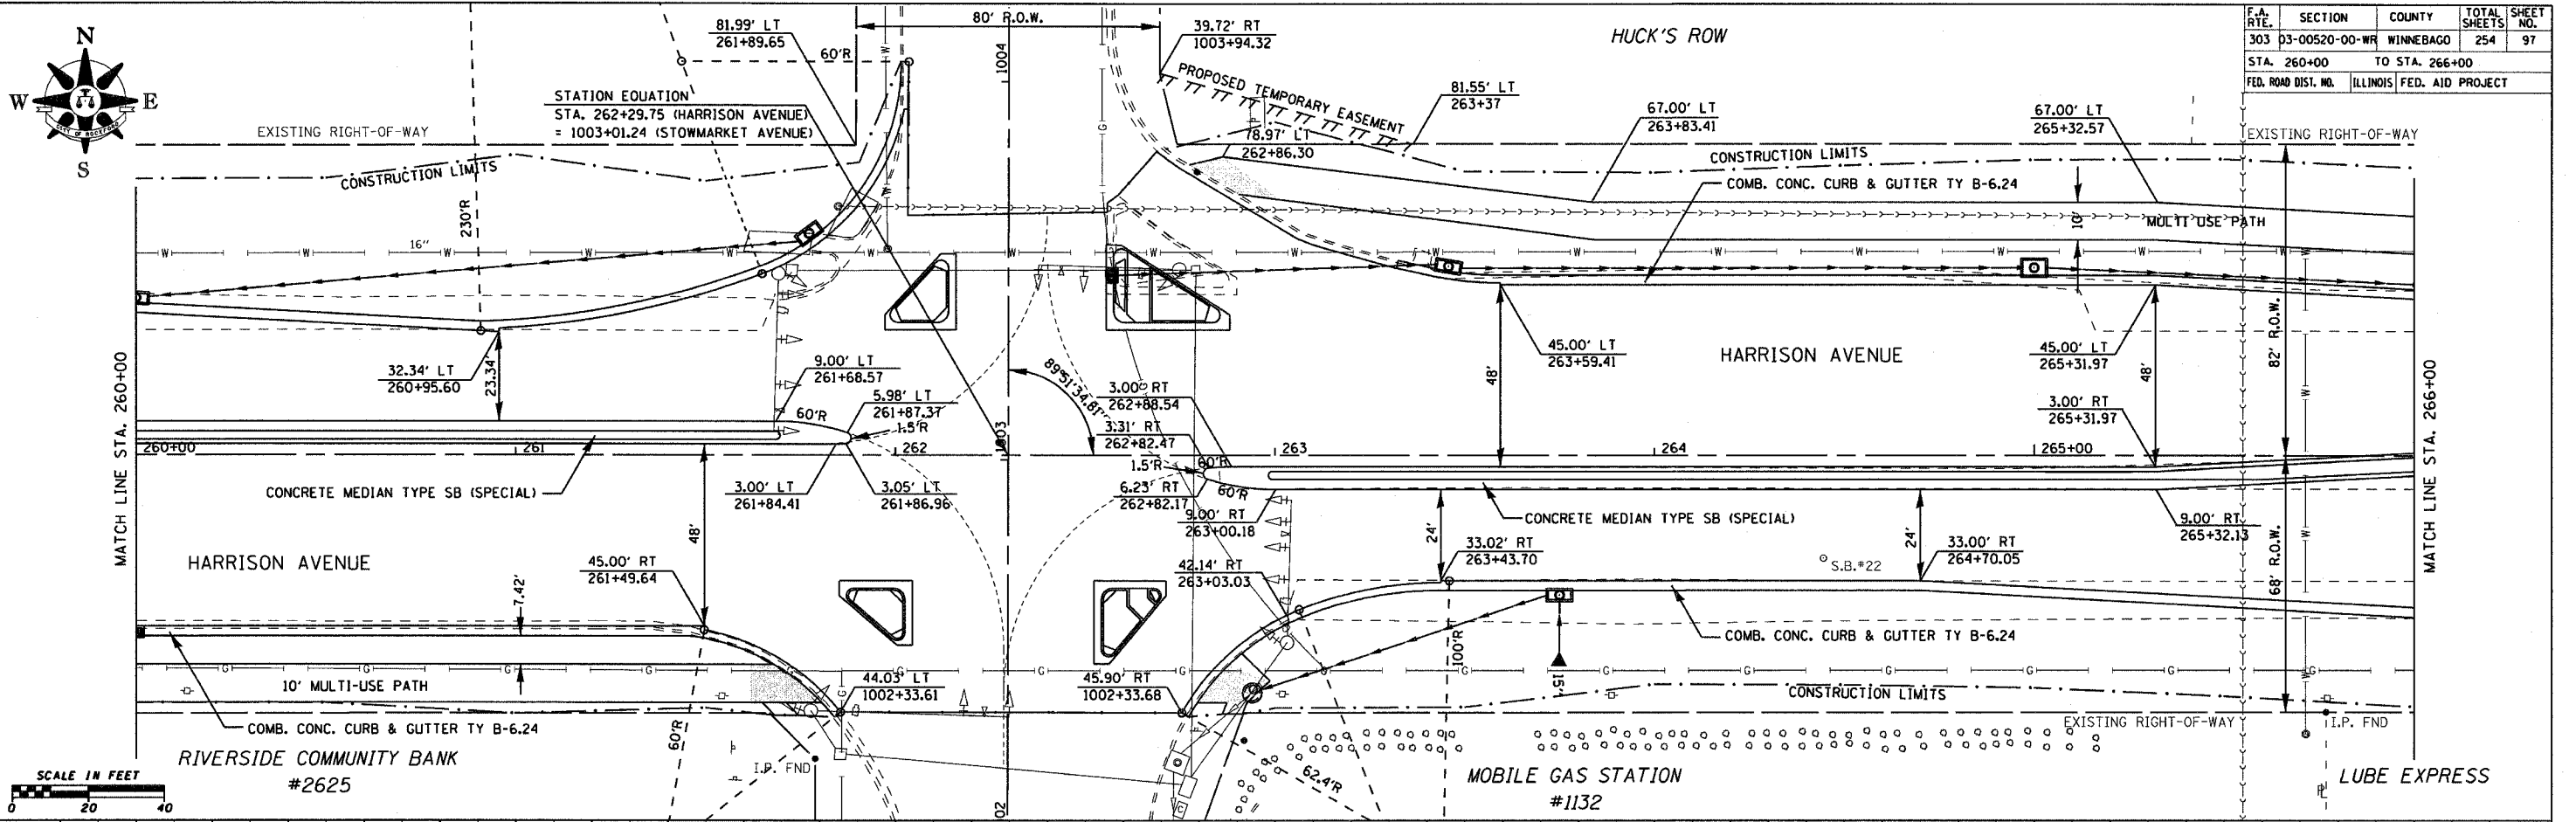 F.A. RTE. SECTION COUNTY TOTAL SHEETS SHEET NO.
303 03-00520-00-WR WINNEBAGO 254 97
STA. 260+00 TO STA. 266+00
FED. ROAD DIST. NO. ILLINOIS FED. AID PROJECT
N
W E
S
CITY OF ROCKFORD
81.99' LT
261+89.65
60'R
80' R.O.W.
1004
39.72' RT
1003+94.32
HUCK'S ROW
PROPOSED TEMPORARY EASEMENT
STATION EQUATION
STA. 262+29.75 (HARRISON AVENUE)
= 1003+01.24 (STOWMARKET AVENUE)
EXISTING RIGHT-OF-WAY
CONSTRUCTION LIMITS
230'R
16"
78.97' LT
262+86.30
81.55' LT
263+37
67.00' LT
263+83.41
67.00' LT
265+32.57
EXISTING RIGHT-OF-WAY
CONSTRUCTION LIMITS
COMB. CONC. CURB & GUTTER TY B-6.24
10'
MULTI USE PATH
82' R.O.W.
32.34' LT
260+95.60
23.34'
9.00' LT
261+68.57
5.98' LT
261+87.37
60'R
1.5'R
89°51'34.81"
3.00' RT
262+88.54
3.31' RT
262+82.47
1.5'R
60'R
45.00' LT
263+59.41
48'
HARRISON AVENUE
45.00' LT
265+31.97
48'
3.00' RT
265+31.97
MATCH LINE STA. 260+00
MATCH LINE STA. 266+00
260+00
261
262
1003
263
264
265+00
CONCRETE MEDIAN TYPE SB (SPECIAL)
3.00' LT
261+84.41
3.05' LT
261+86.96
6.23' RT
262+82.17
60'R
9.00' RT
263+00.18
CONCRETE MEDIAN TYPE SB (SPECIAL)
9.00' RT
265+32.13
68' R.O.W.
HARRISON AVENUE
48'
45.00' RT
261+49.64
7.42'
42.14' RT
263+03.03
24'
33.02' RT
263+43.70
S.B.#22
24'
33.00' RT
264+70.05
COMB. CONC. CURB & GUTTER TY B-6.24
100'R
15'
10' MULTI-USE PATH
44.03' LT
1002+33.61
45.90' RT
1002+33.68
CONSTRUCTION LIMITS
COMB. CONC. CURB & GUTTER TY B-6.24
60'R
EXISTING RIGHT-OF-WAY
I.P. FND
RIVERSIDE COMMUNITY BANK
#2625
I.P. FND
62.4'R
MOBILE GAS STATION
#1132
LUBE EXPRESS
SCALE IN FEET
0 20 40
02